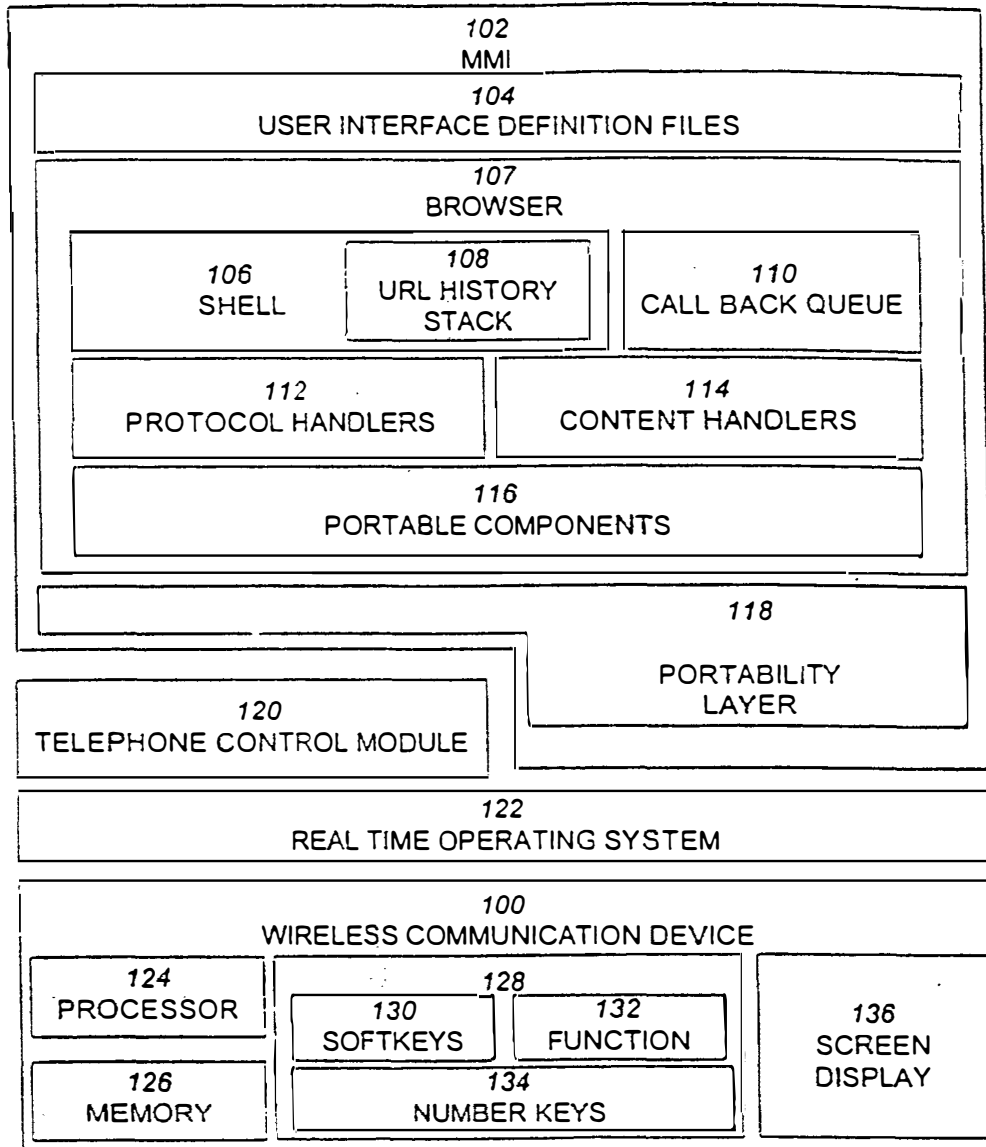 102
MMI
104
USER INTERFACE DEFINITION FILES
107
BROWSER
106
SHELL
108
URL HISTORY
STACK
110
CALL BACK QUEUE
112
PROTOCOL HANDLERS
114
CONTENT HANDLERS
116
PORTABLE COMPONENTS
118
PORTABILITY
LAYER
120
TELEPHONE CONTROL MODULE
122
REAL TIME OPERATING SYSTEM
100
WIRELESS COMMUNICATION DEVICE
124
PROCESSOR
126
MEMORY
128
130
SOFTKEYS
132
FUNCTION
134
NUMBER KEYS
136
SCREEN
DISPLAY